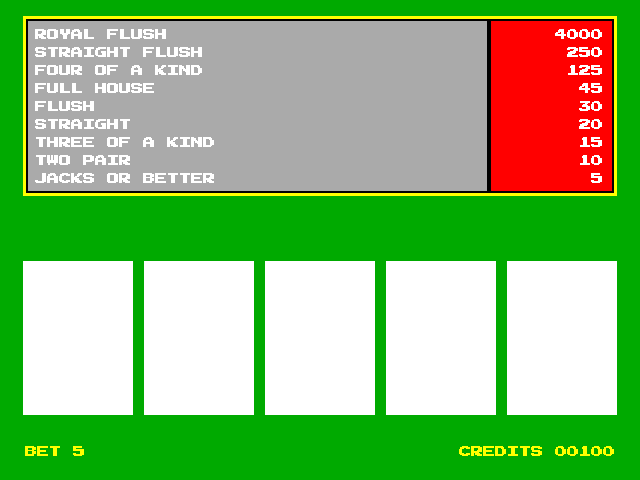 ROYAL FLUSH 4000
STRAIGHT FLUSH 250
FOUR OF A KIND 125
FULL HOUSE 45
FLUSH 30
STRAIGHT 20
THREE OF A KIND 15
TWO PAIR 10
JACKS OR BETTER 5
BET 5 CREDITS 00100